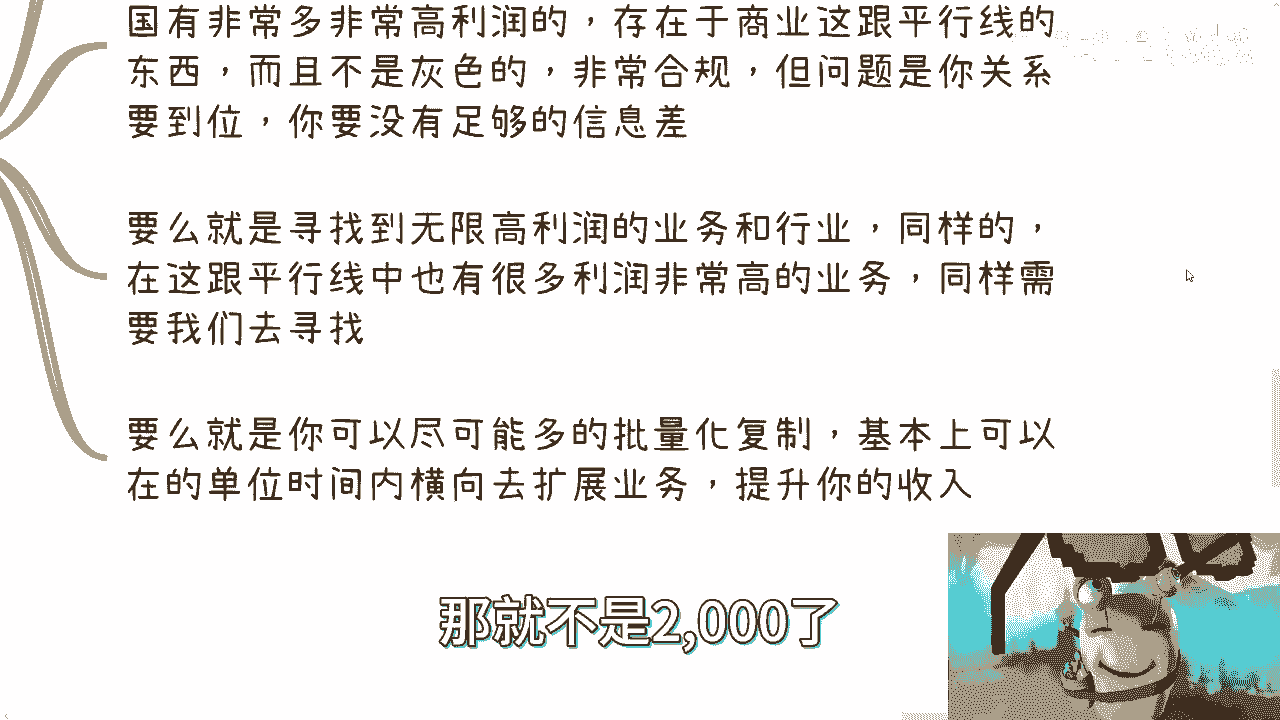 国有非常多非常高利润的，存在于商业这跟平行线的
东西，而且不是灰色的，非常合规，但问题是你关系
要到位，你要没有足够的信息差
要么就是寻找到无限高利润的业务和行业，同样的，
在这跟平行线中也有很多利润非常高的业务，同样需
要我们去寻找
要么就是你可以尽可能多的批量化复制，基本上可以
在的单位时间内横向去扩展业务，提升你的收入
那就不是2,000了